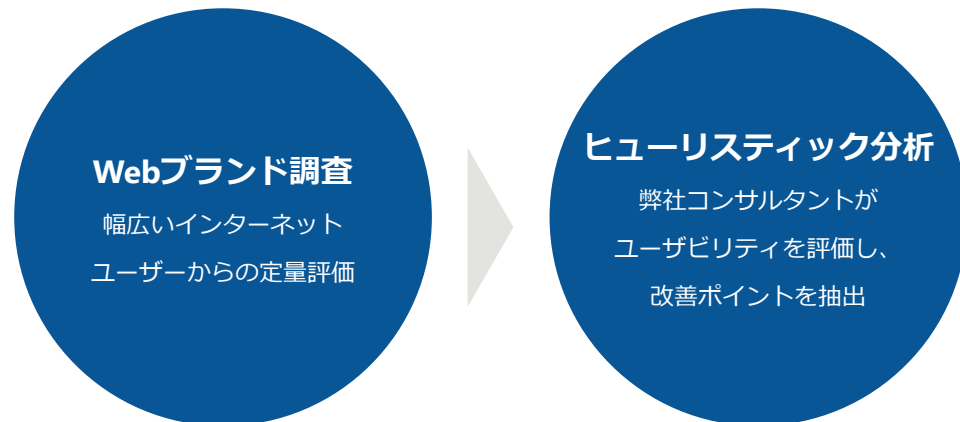 Webブランド調査
幅広いインターネット
ユーザーからの定量評価
ヒューリスティック分析
弊社コンサルタントが
ユーザビリティを評価し、
改善ポイントを抽出